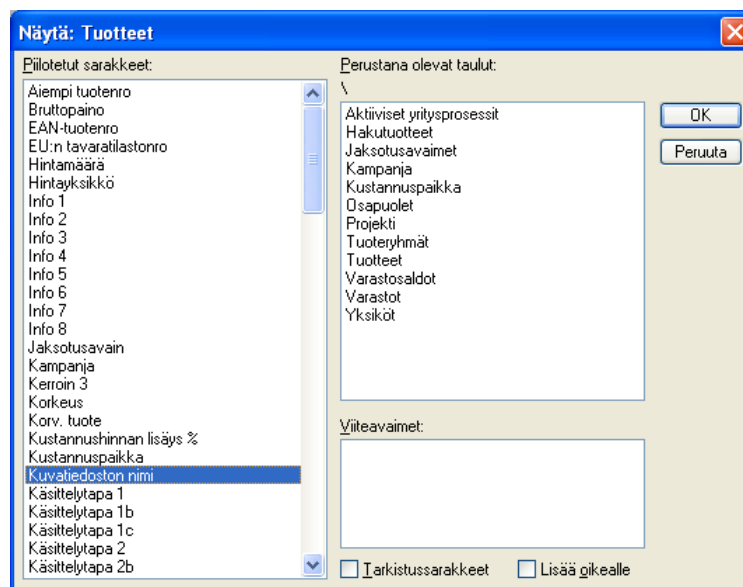 Näytä: Tuotteet
Piilotetut sarakkeet:
Aiempi tuotenro
Bruttopaino
EAN-tuotenro
EU:n tavaratilastonro
Hintamäärä
Hintayksikkö
Info 1
Info 2
Info 3
Info 4
Info 5
Info 6
Info 7
Info 8
Jaksotusavain
Kampanja
Kerroin 3
Korkeus
Korv. tuote
Kustannushinnan lisäys %
Kustannuspaikka
Kuvatiedoston nimi
Käsittelytapa 1
Käsittelytapa 1b
Käsittelytapa 1c
Käsittelytapa 2
Käsittelytapa 2b
Perustana olevat taulut:
\
Aktiiviset yritysprosessit
Hakutuotteet
Jaksotusavaimet
Kampanja
Kustannuspaikka
Osapuolet
Projekti
Tuoteryhmät
Tuotteet
Varastosaldot
Varastot
Yksiköt
Viiteavaimet:
Tarkistussarakkeet
Lisää oikealle
OK
Peruuta